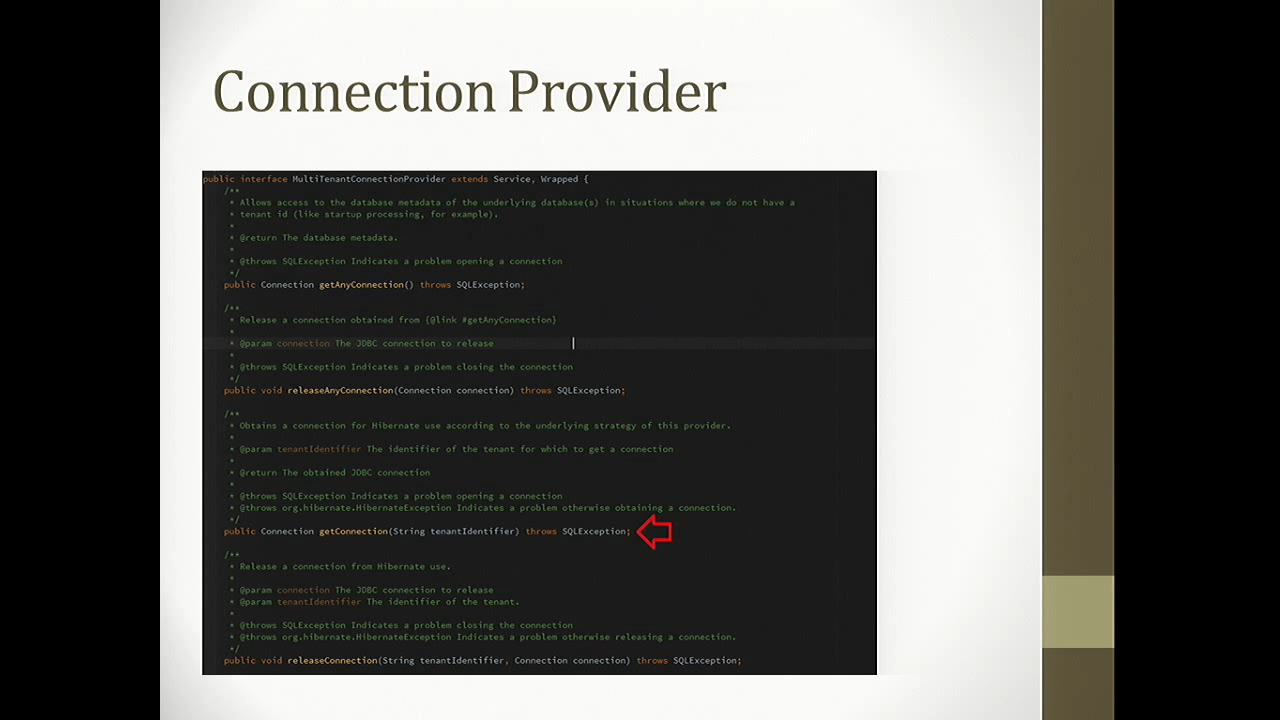 Connection Provider
public interface MultiTenantConnectionProvider extends Service, Wrapped {
/**
* Allows access to the database metadata of the underlying database(s) in situations where we do not have a
* tenant id (like startup processing, for example).
*
* @return The database metadata.
*
* @throws SQLException Indicates a problem opening a connection
*/
public Connection getAnyConnection() throws SQLException;
/**
* Release a connection obtained from {@link #getAnyConnection}
*
* @param connection The JDBC connection to release
*
* @throws SQLException Indicates a problem closing the connection
*/
public void releaseAnyConnection(Connection connection) throws SQLException;
/**
* Obtains a connection for Hibernate use according to the underlying strategy of this provider.
*
* @param tenantIdentifier The identifier of the tenant for which to get a connection
*
* @return The obtained JDBC connection
*
* @throws SQLException Indicates a problem opening a connection
* @throws org.hibernate.HibernateException Indicates a problem otherwise obtaining a connection.
*/
public Connection getConnection(String tenantIdentifier) throws SQLException;
/**
* Release a connection from Hibernate use.
*
* @param connection The JDBC connection to release
* @param tenantIdentifier The identifier of the tenant.
*
* @throws SQLException Indicates a problem closing the connection
* @throws org.hibernate.HibernateException Indicates a problem otherwise releasing a connection.
*/
public void releaseConnection(String tenantIdentifier, Connection connection) throws SQLException;